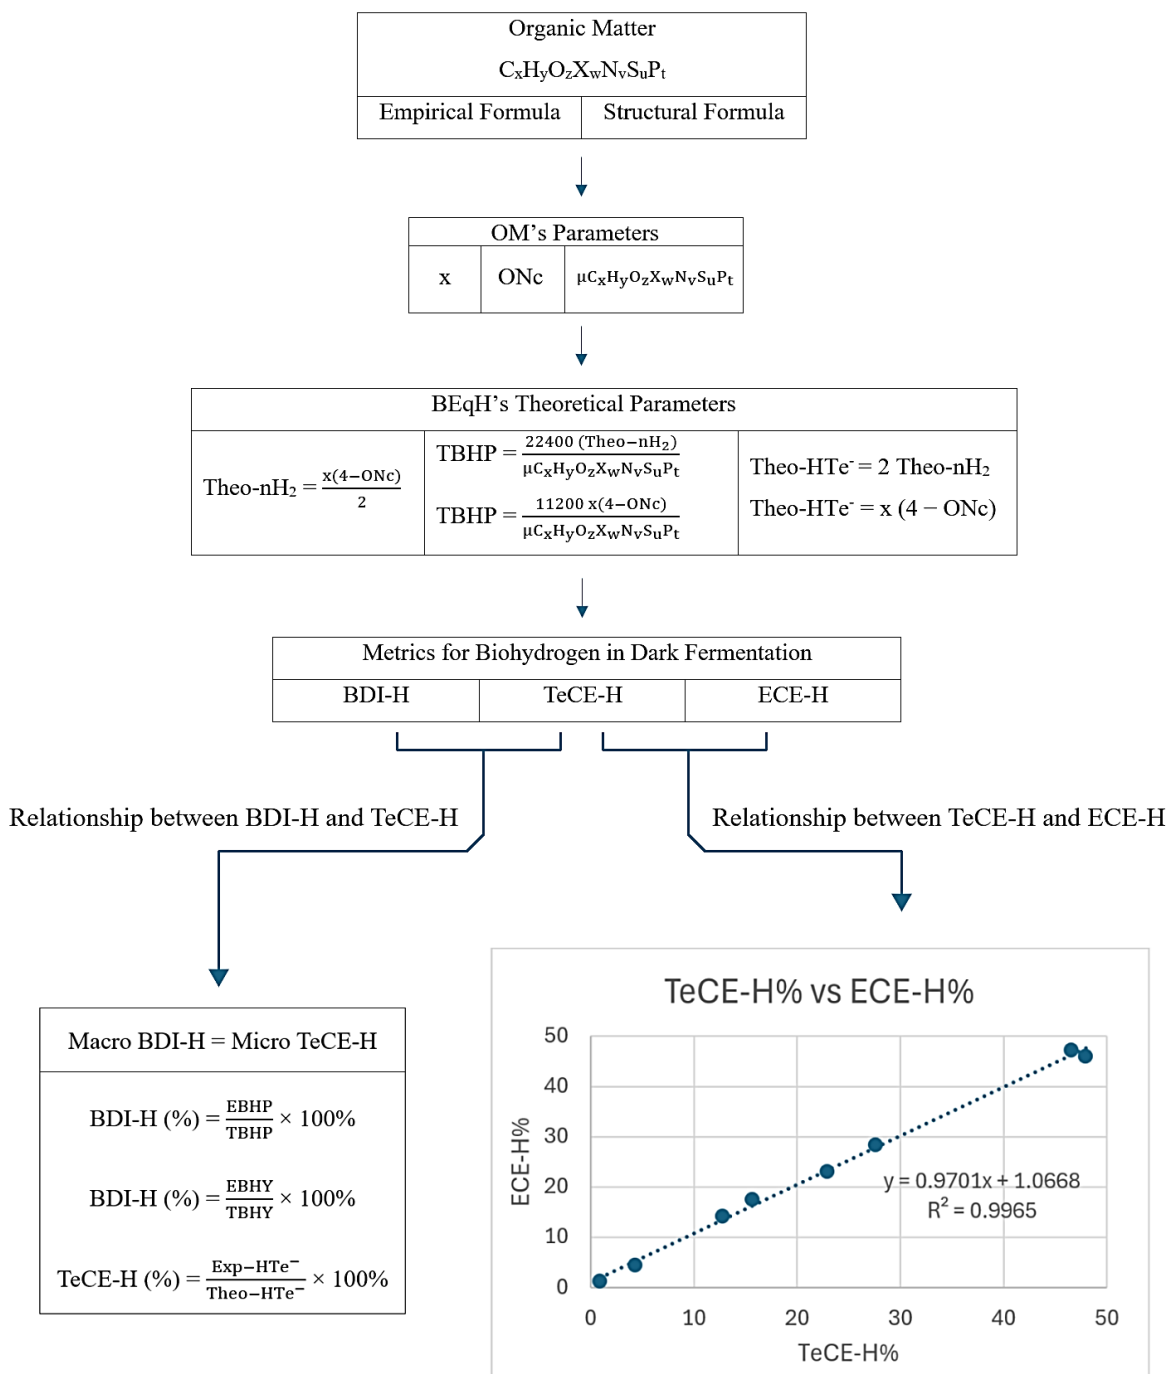 Organic Matter
CₓHᵧO_zX_wNᵥSᵤPₜ
Empirical Formula Structural Formula
OM’s Parameters
x ONc μCₓHᵧO_zX_wNᵥSᵤPₜ
BEqH’s Theoretical Parameters
Theo-nH₂ = x(4−ONc)/2
TBHP = 22400 (Theo−nH₂)/μCₓHᵧO_zX_wNᵥSᵤPₜ
TBHP = 11200 x(4−ONc)/μCₓHᵧO_zX_wNᵥSᵤPₜ
Theo-HTe⁻ = 2 Theo-nH₂
Theo-HTe⁻ = x (4 − ONc)
Metrics for Biohydrogen in Dark Fermentation
BDI-H TeCE-H ECE-H
Relationship between BDI-H and TeCE-H
Relationship between TeCE-H and ECE-H
Macro BDI-H = Micro TeCE-H
BDI-H (%) = EBHP/TBHP × 100%
BDI-H (%) = EBHY/TBHY × 100%
TeCE-H (%) = Exp−HTe⁻/Theo−HTe⁻ × 100%
TeCE-H% vs ECE-H%
ECE-H%
50
40
30
20
10
0
y = 0.9701x + 1.0668
R² = 0.9965
0 10 20 30 40 50
TeCE-H%